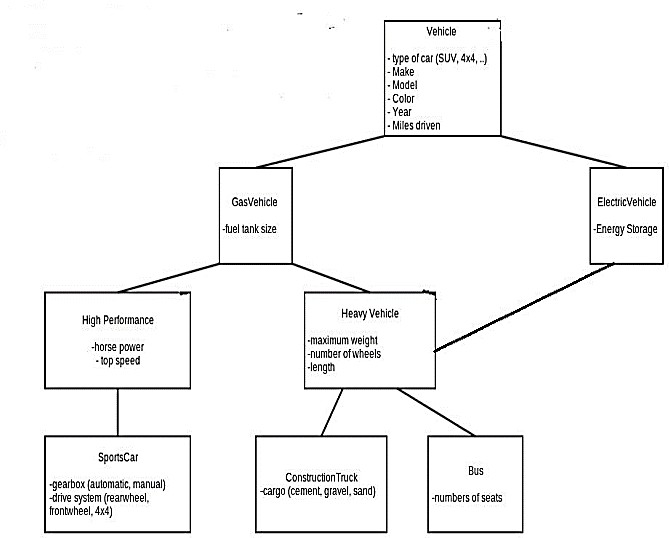 Vehicle
- type of car (SUV, 4x4, ..)
- Make
- Model
- Color
- Year
- Miles driven
GasVehicle
-fuel tank size
ElectricVehicle
-Energy Storage
High Performance
-horse power
- top speed
Heavy Vehicle
-maximum weight
-number of wheels
-length
SportsCar
-gearbox (automatic, manual)
-drive system (rearwheel,
frontwheel, 4x4)
ConstructionTruck
-cargo (cement, gravel, sand)
Bus
-numbers of seats